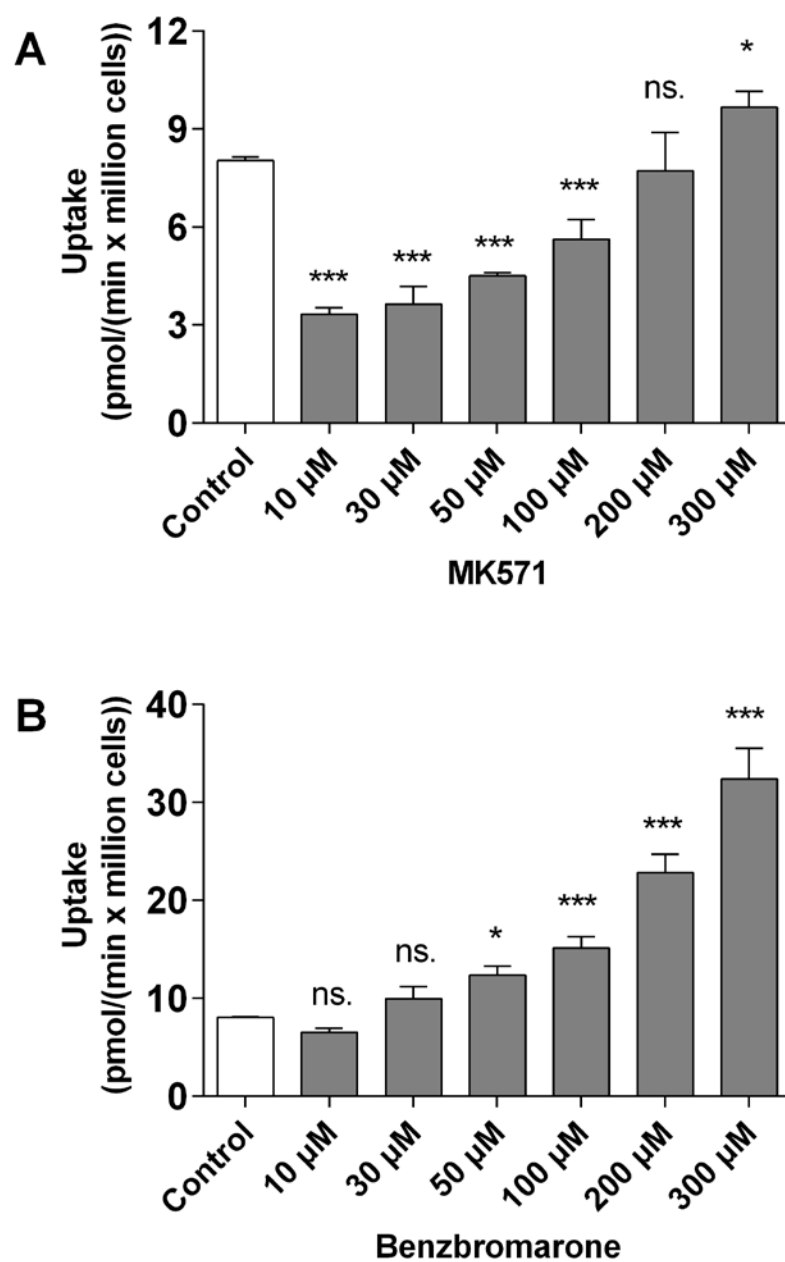 A
Uptake
(pmol/(min x million cells))
12
9
6
3
0
***
***
***
***
ns.
*
Control
10 µM
30 µM
50 µM
100 µM
200 µM
300 µM
MK571
B
Uptake
(pmol/(min x million cells))
40
30
20
10
0
ns.
ns.
*
***
***
***
Control
10 µM
30 µM
50 µM
100 µM
200 µM
300 µM
Benzbromarone